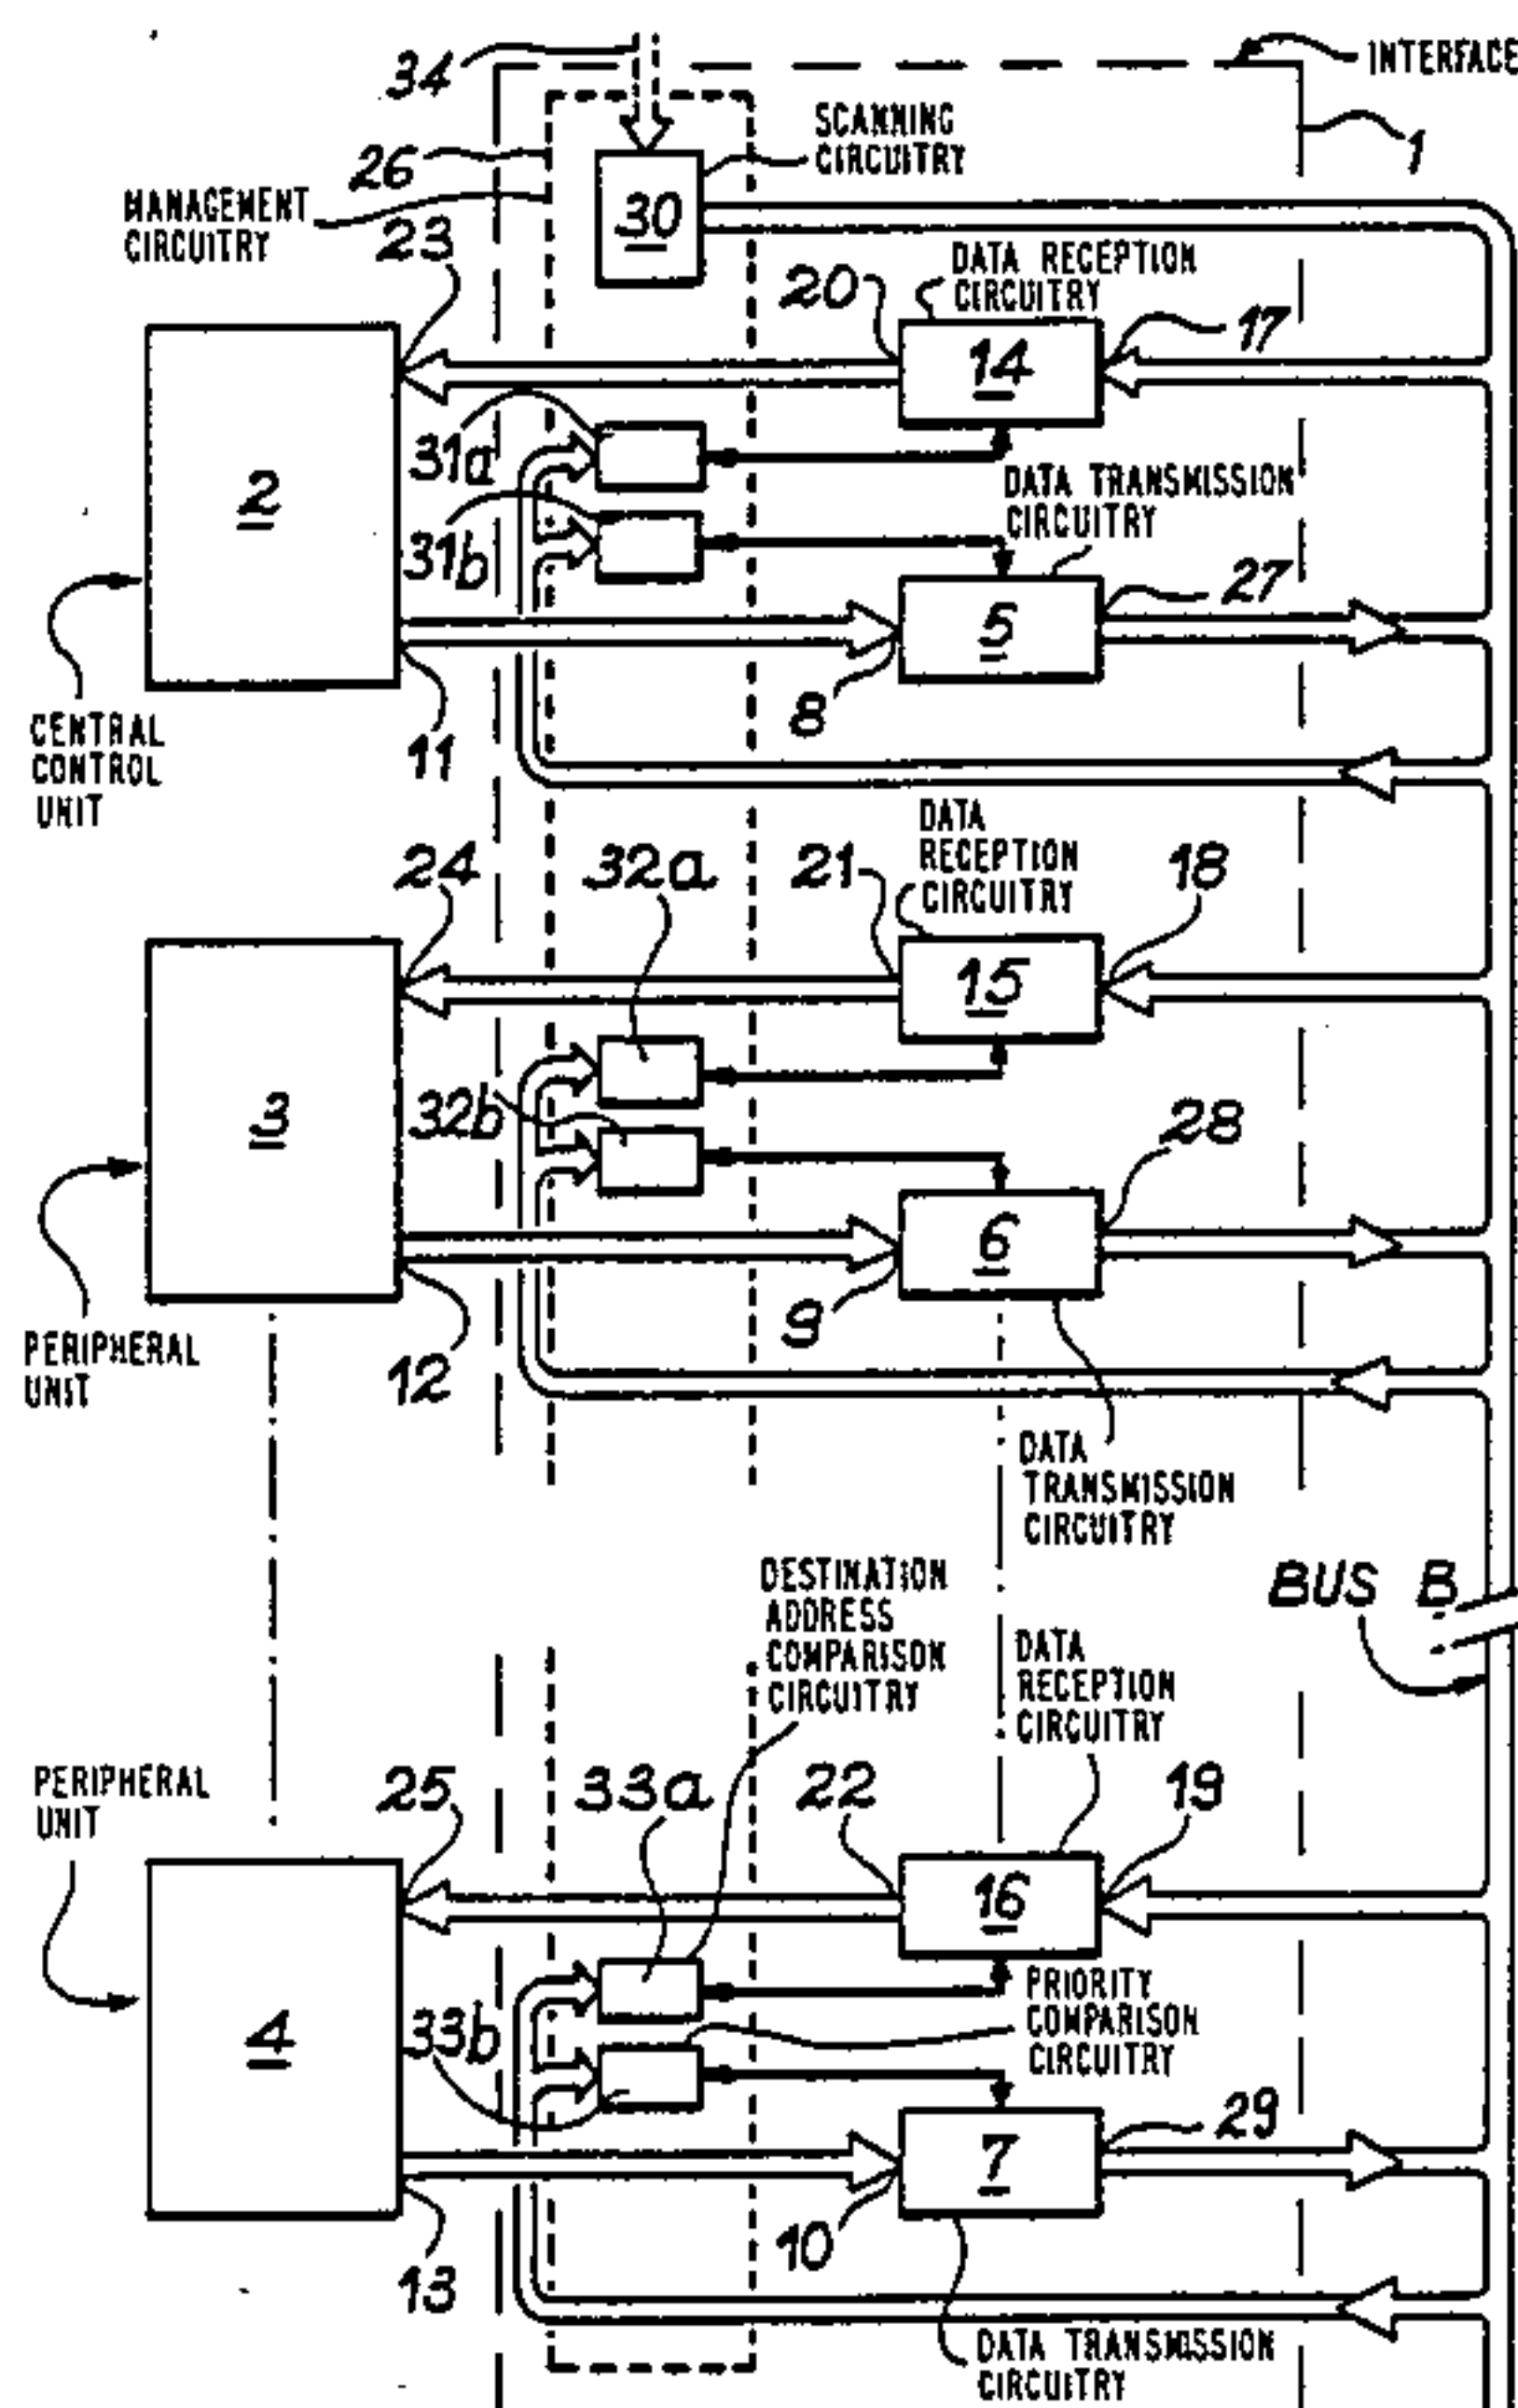 34
INTERFACE
SCANNING
CIRCUITRY
1
26
MANAGEMENT
CIRCUITRY
30
23
DATA RECEPTION
CIRCUITRY
20
17
14
31a
2
DATA TRANSMISSION
CIRCUITRY
31b
27
5
8
CENTRAL
CONTROL
UNIT
11
DATA
RECEPTION
CIRCUITRY
24
32a
21
18
15
3
32b
28
6
9
PERIPHERAL
UNIT
12
DATA
TRANSMISSION
CIRCUITRY
DESTINATION
ADDRESS
COMPARISON
CIRCUITRY
BUS B
DATA
RECEPTION
CIRCUITRY
PERIPHERAL
UNIT
25
33a
22
19
16
PRIORITY
COMPARISON
CIRCUITRY
4
33b
29
7
10
13
DATA TRANSMISSION
CIRCUITRY